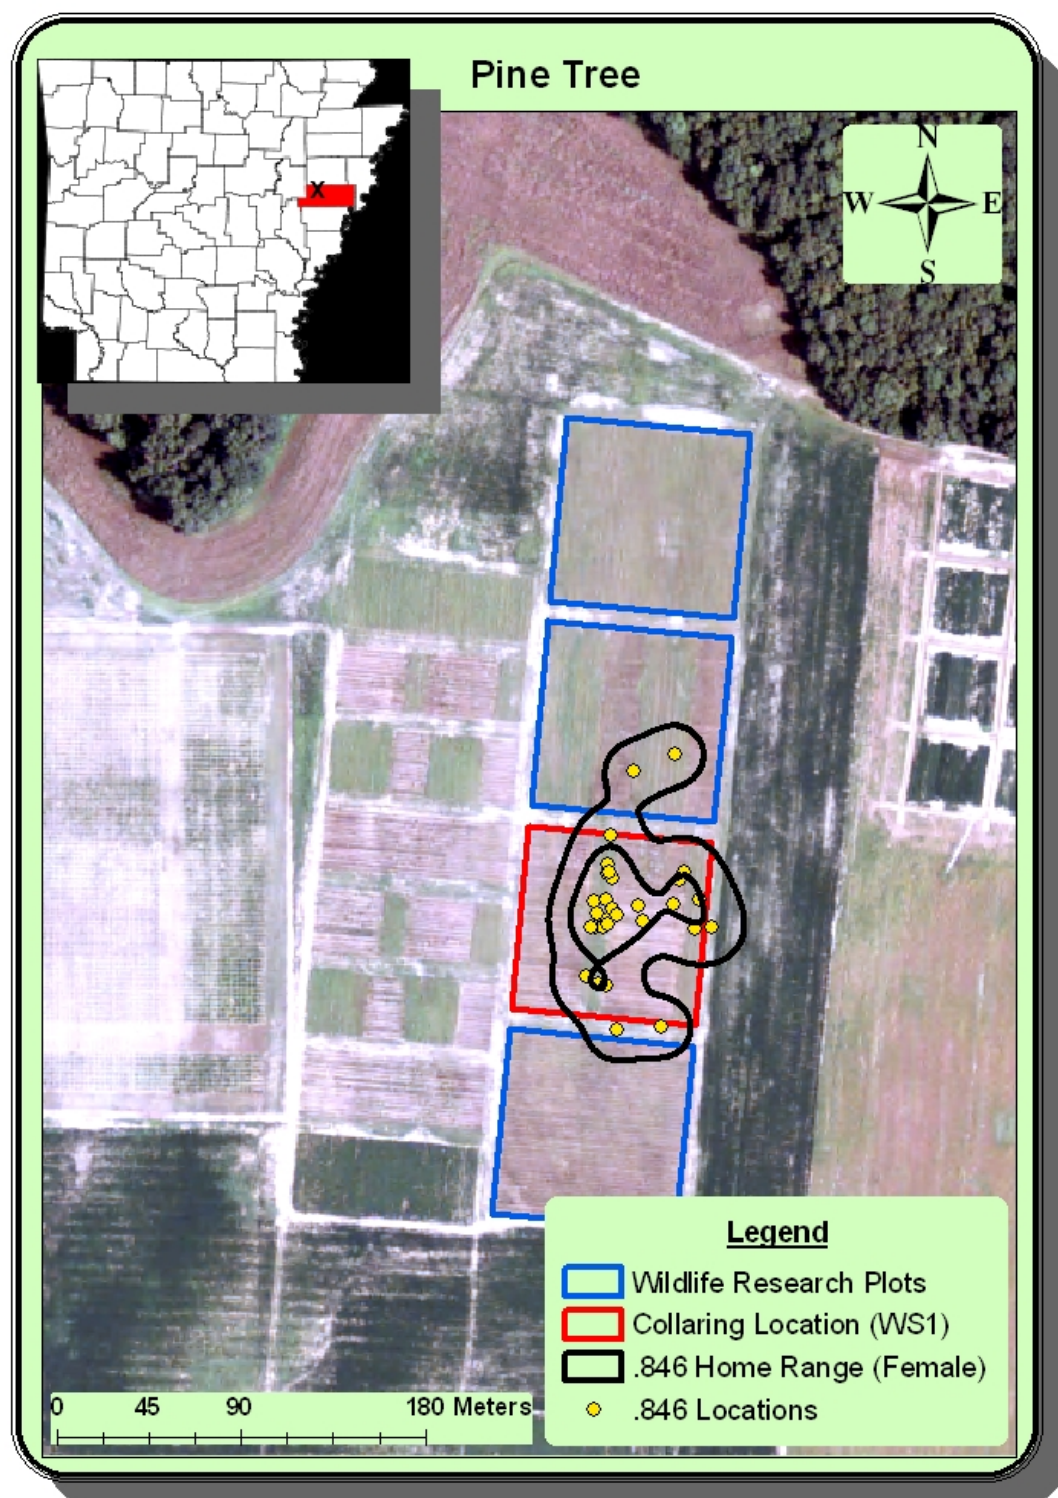 Pine Tree
X
N
W E
S
Legend
Wildlife Research Plots
Collaring Location (WS1)
.846 Home Range (Female)
.846 Locations
0 45 90 180 Meters